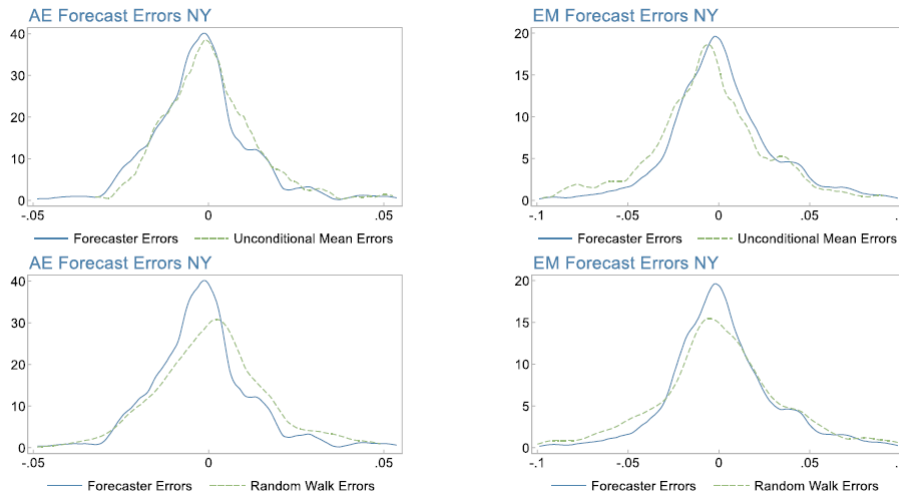 AE Forecast Errors NY
40
30
20
10
0
-.05 0 .05
Forecaster Errors Unconditional Mean Errors
EM Forecast Errors NY
20
15
10
5
0
-.1 -.05 0 .05
Forecaster Errors Unconditional Mean Errors
AE Forecast Errors NY
40
30
20
10
0
-.05 0 .05
Forecaster Errors Random Walk Errors
EM Forecast Errors NY
20
15
10
5
0
-.1 -.05 0 .05
Forecaster Errors Random Walk Errors